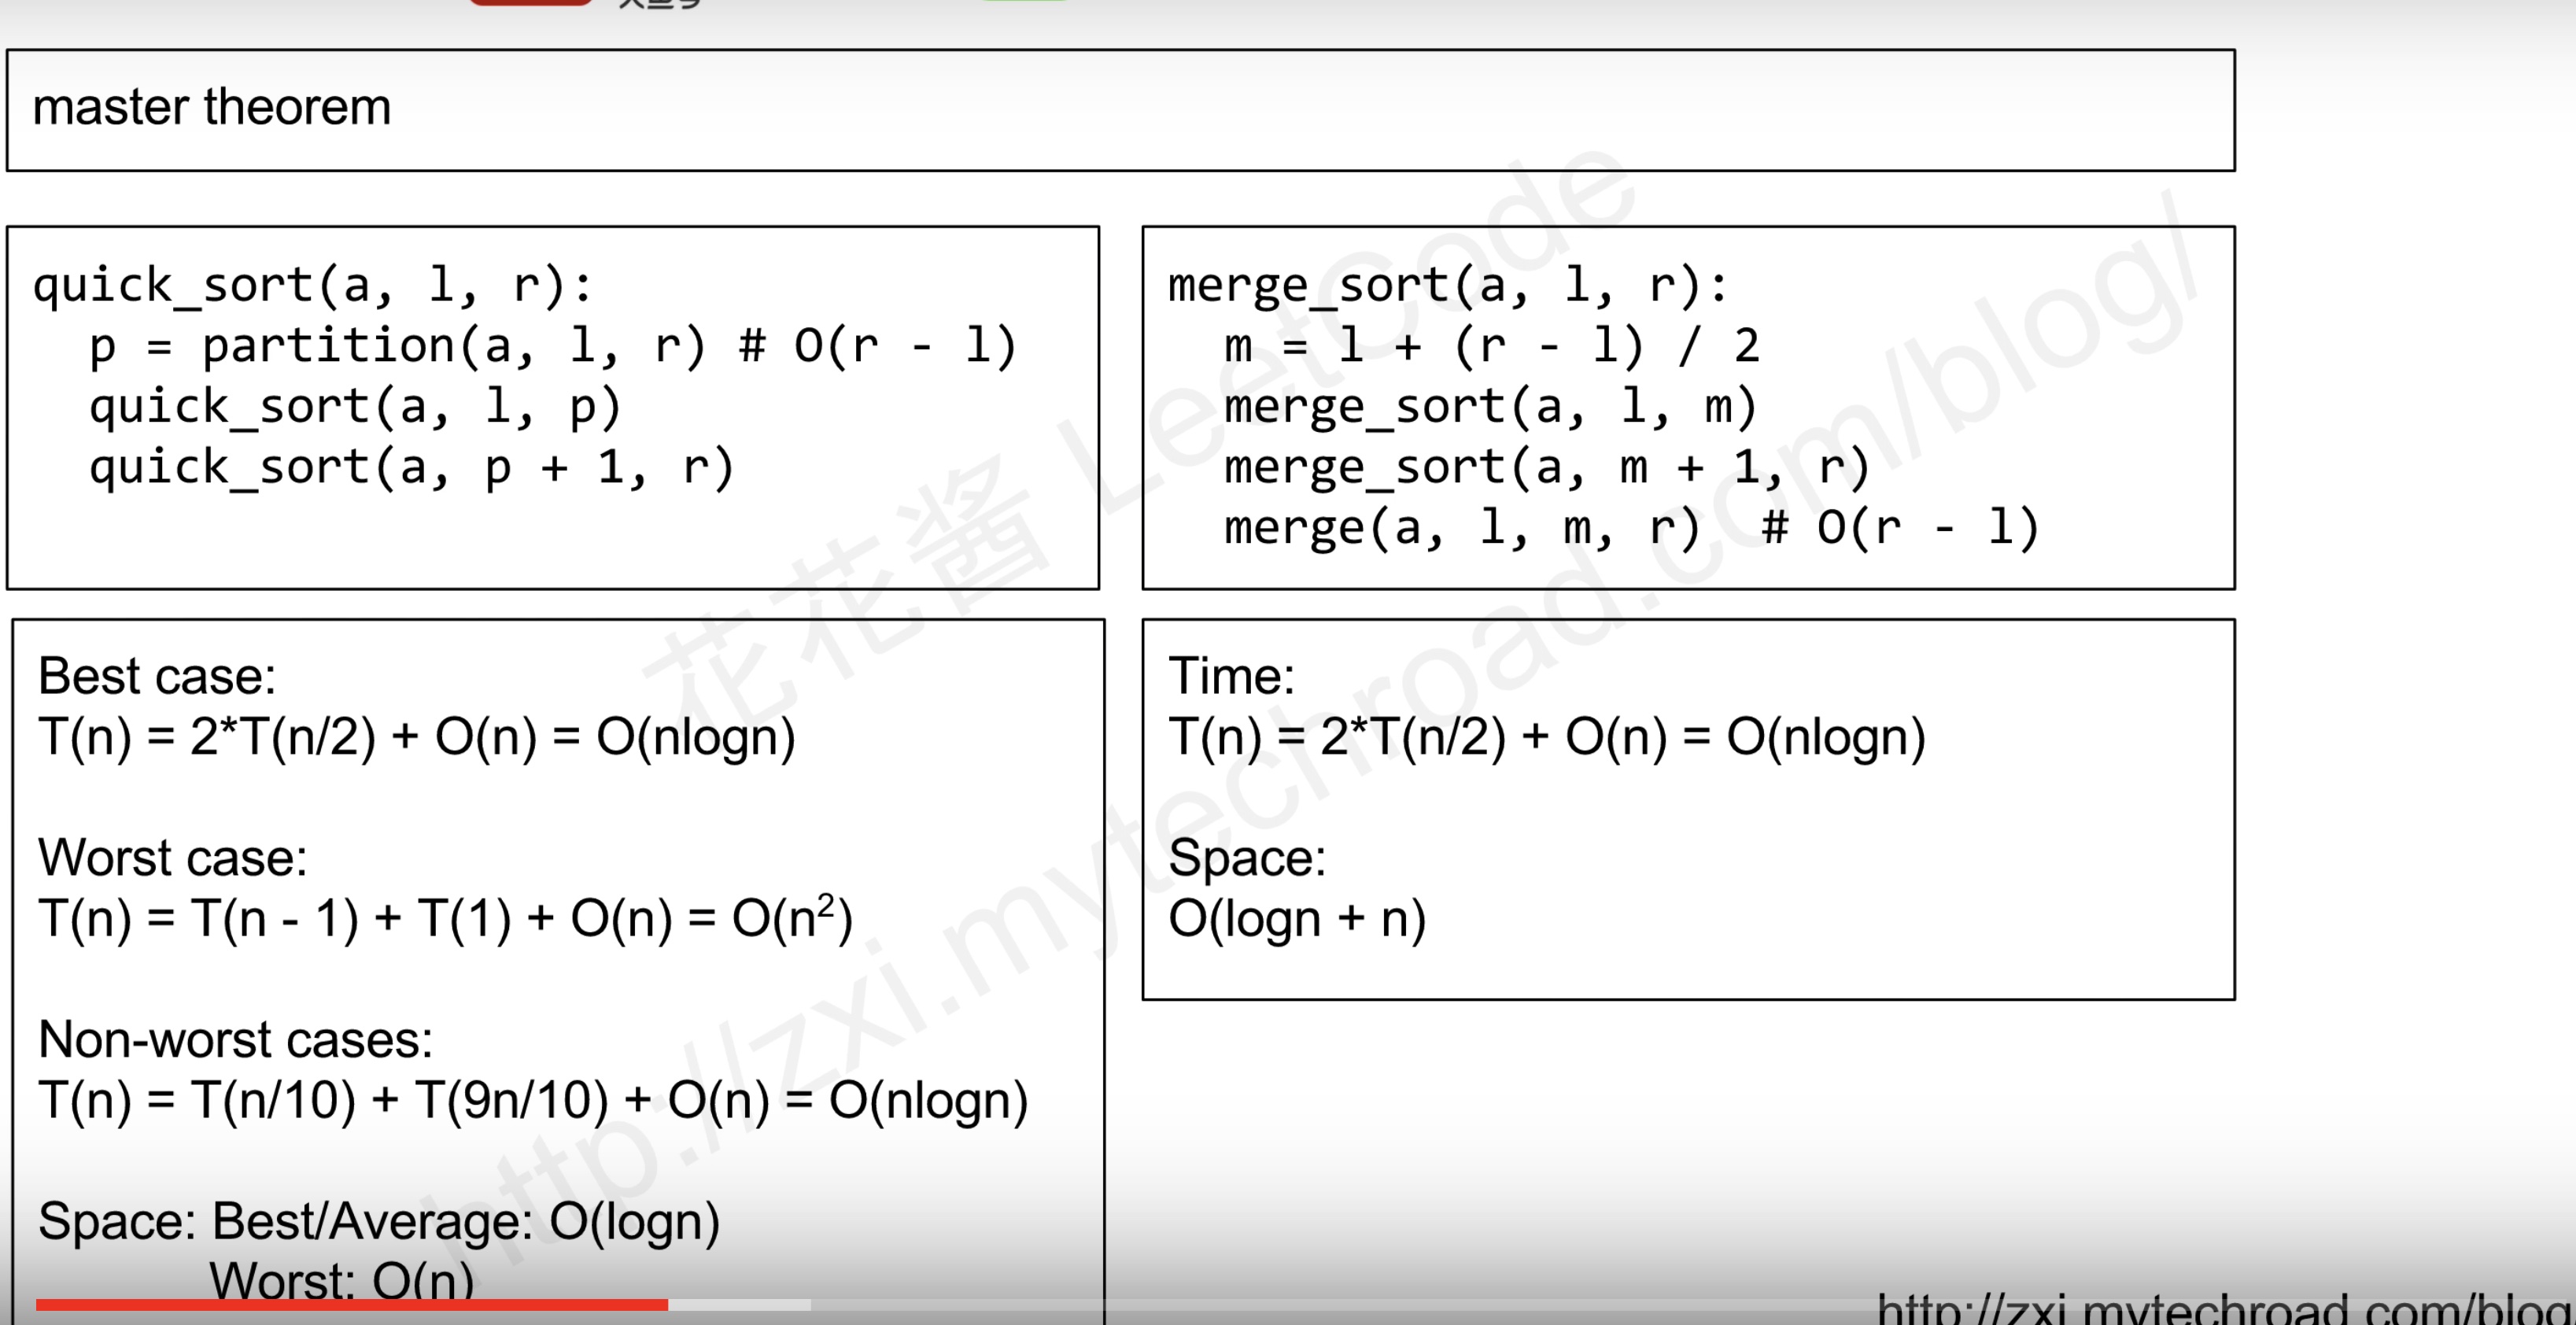 master theorem
quick_sort(a, l, r):
p = partition(a, l, r) # O(r - l)
quick_sort(a, l, p)
quick_sort(a, p + 1, r)
merge_sort(a, l, r):
m = l + (r - l) / 2
merge_sort(a, l, m)
merge_sort(a, m + 1, r)
merge(a, l, m, r)  # O(r - l)
Best case:
T(n) = 2*T(n/2) + O(n) = O(nlogn)
Worst case:
T(n) = T(n - 1) + T(1) + O(n) = O(n²)
Non-worst cases:
T(n) = T(n/10) + T(9n/10) + O(n) = O(nlogn)
Space: Best/Average: O(logn)
Worst: O(n)
Time:
T(n) = 2*T(n/2) + O(n) = O(nlogn)
Space:
O(logn + n)
花花酱 LeetCode
http://zxi.mytechroad.com/blog/
http://zxi.mytechroad.com/blog